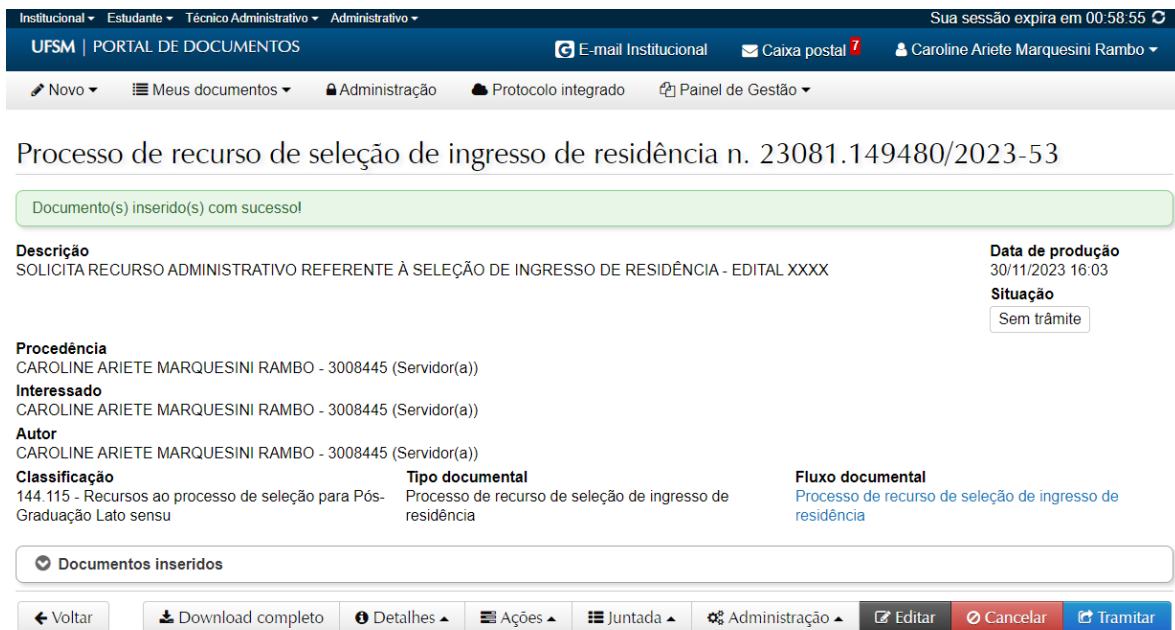 Institucional Estudante Técnico Administrativo Administrativo Sua sessão expira em 00:58:55
UFSM | PORTAL DE DOCUMENTOS G E-mail Institucional Caixa postal 7 Caroline Ariete Marquesini Rambo
Novo Meus documentos Administração Protocolo integrado Painel de Gestão
Processo de recurso de seleção de ingresso de residência n. 23081.149480/2023-53
Documento(s) inserido(s) com sucesso!
Descrição
SOLICITA RECURSO ADMINISTRATIVO REFERENTE À SELEÇÃO DE INGRESSO DE RESIDÊNCIA - EDITAL XXXX
Data de produção
30/11/2023 16:03
Situação
Sem trâmite
Procedência
CAROLINE ARIETE MARQUESINI RAMBO - 3008445 (Servidor(a))
Interessado
CAROLINE ARIETE MARQUESINI RAMBO - 3008445 (Servidor(a))
Autor
CAROLINE ARIETE MARQUESINI RAMBO - 3008445 (Servidor(a))
Classificação
144.115 - Recursos ao processo de seleção para Pós-
Graduação Lato sensu
Tipo documental
Processo de recurso de seleção de ingresso de
residência
Fluxo documental
Processo de recurso de seleção de ingresso de
residência
Documentos inseridos
Voltar Download completo Detalhes Ações Juntada Administração Editar Cancelar Tramitar